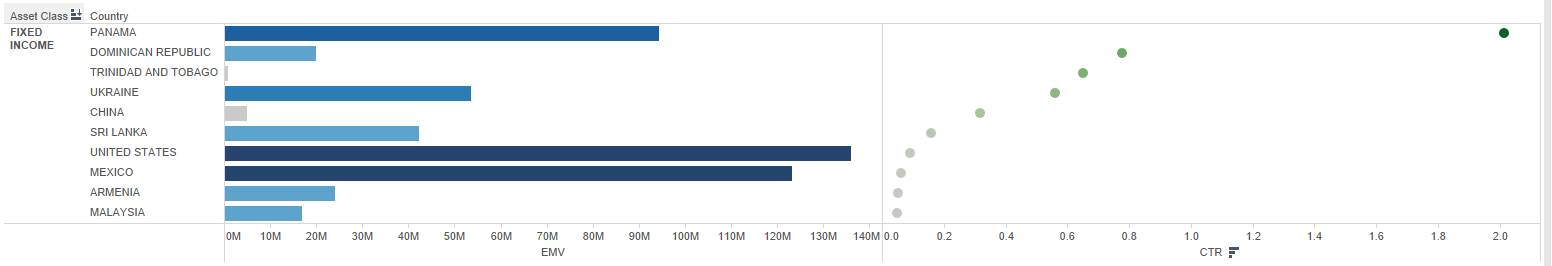 Asset Class Country
FIXED INCOME
PANAMA
DOMINICAN REPUBLIC
TRINIDAD AND TOBAGO
UKRAINE
CHINA
SRI LANKA
UNITED STATES
MEXICO
ARMENIA
MALAYSIA
0M 10M 20M 30M 40M 50M 60M 70M 80M 90M 100M 110M 120M 130M 140M 0.0 0.2 0.4 0.6 0.8 1.0 1.2 1.4 1.6 1.8 2.0
EMV CTR